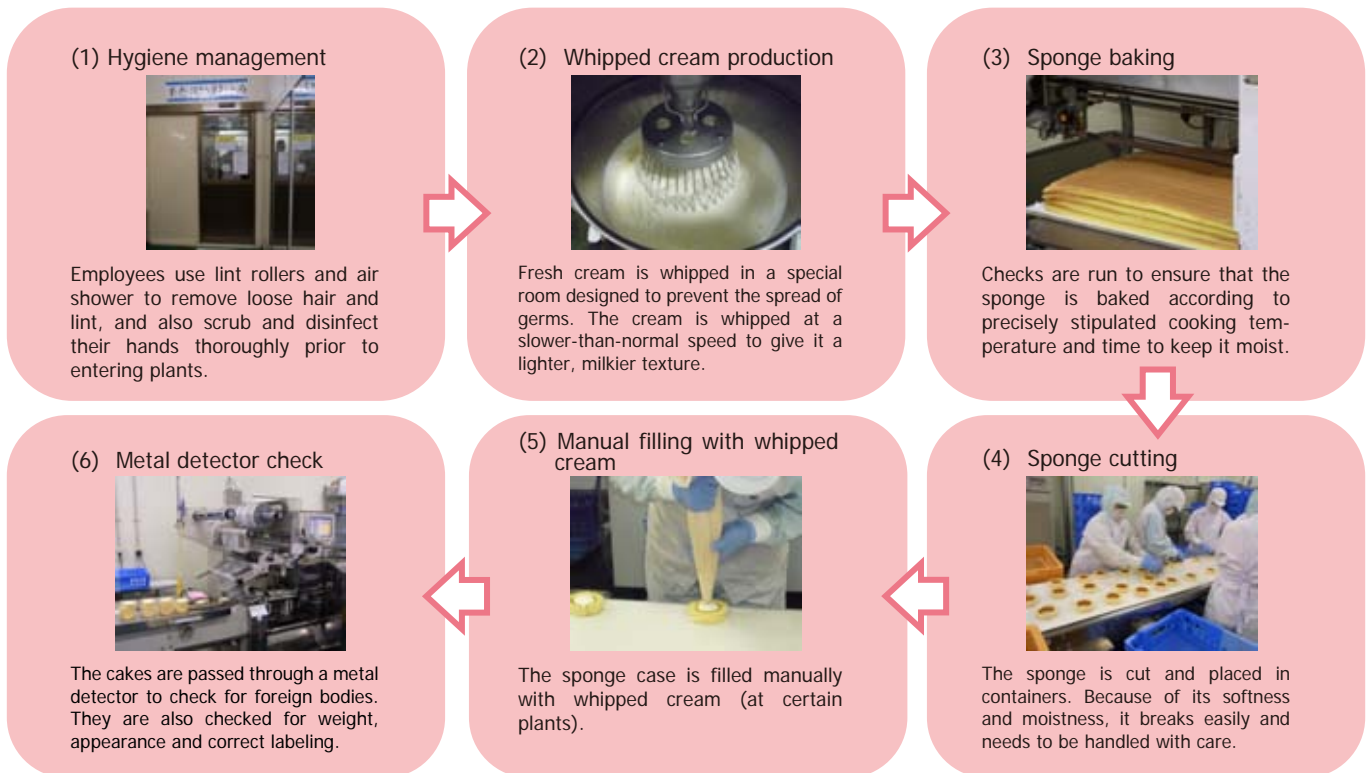 (1) Hygiene management
Employees use lint rollers and air
shower to remove loose hair and
lint, and also scrub and disinfect
their hands thoroughly prior to
entering plants.
(2) Whipped cream production
Fresh cream is whipped in a special
room designed to prevent the spread of
germs. The cream is whipped at a
slower-than-normal speed to give it a
lighter, milkier texture.
(3) Sponge baking
Checks are run to ensure that the
sponge is baked according to
precisely stipulated cooking tem-
perature and time to keep it moist.
(4) Sponge cutting
The sponge is cut and placed in
containers. Because of its softness
and moistness, it breaks easily and
needs to be handled with care.
(5) Manual filling with whipped
cream
The sponge case is filled manually
with whipped cream (at certain
plants).
(6) Metal detector check
The cakes are passed through a metal
detector to check for foreign bodies.
They are also checked for weight,
appearance and correct labeling.